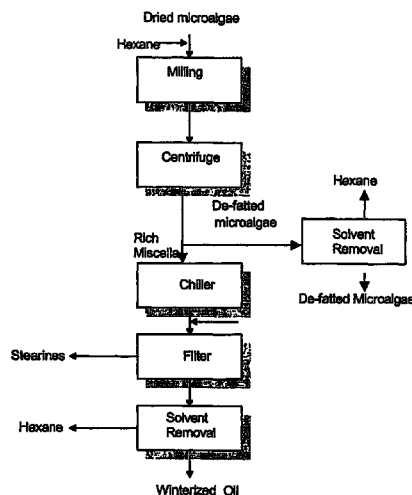 Dried microalgae
Hexane
Milling
Centrifuge
De-fatted
microalgae
Hexane
Solvent
Removal
De-fatted Microalgae
Rich
Miscella
Chiller
Filter
Stearines
Solvent
Removal
Hexane
Winterized Oil